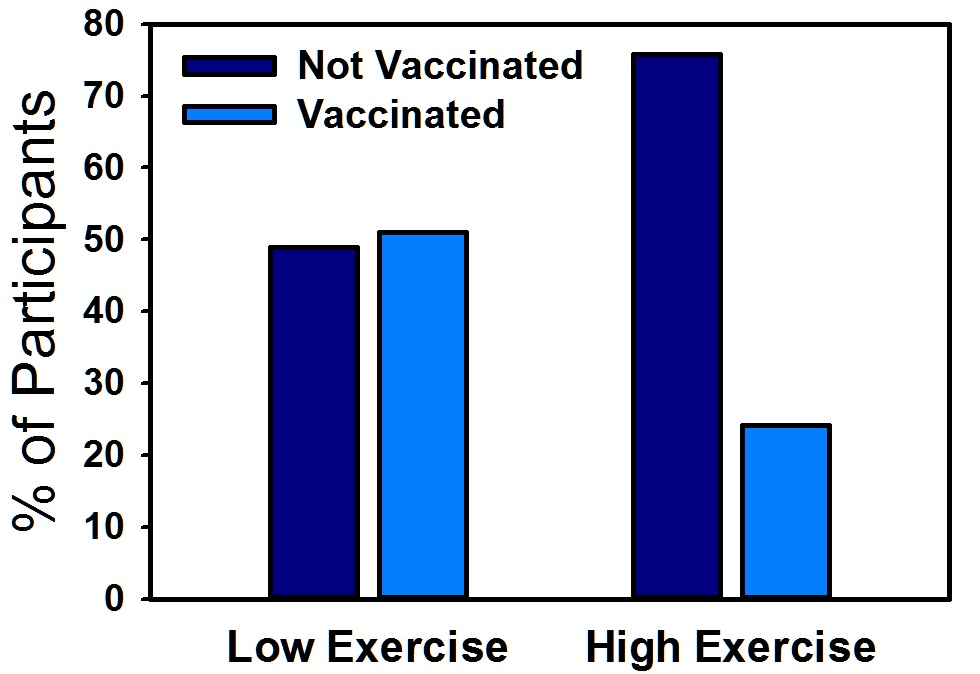 % of Participants
80
70
60
50
40
30
20
10
0
Not Vaccinated
Vaccinated
Low Exercise
High Exercise